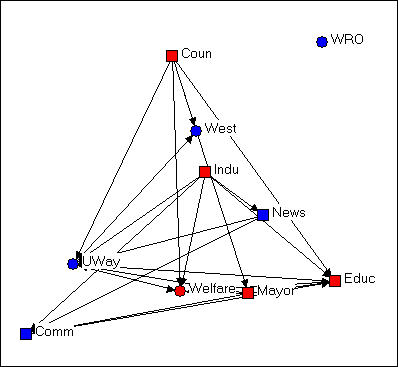 WRO
Coun
West
Indu
News
UWay
Educ
Welfare
Mayor
Comm